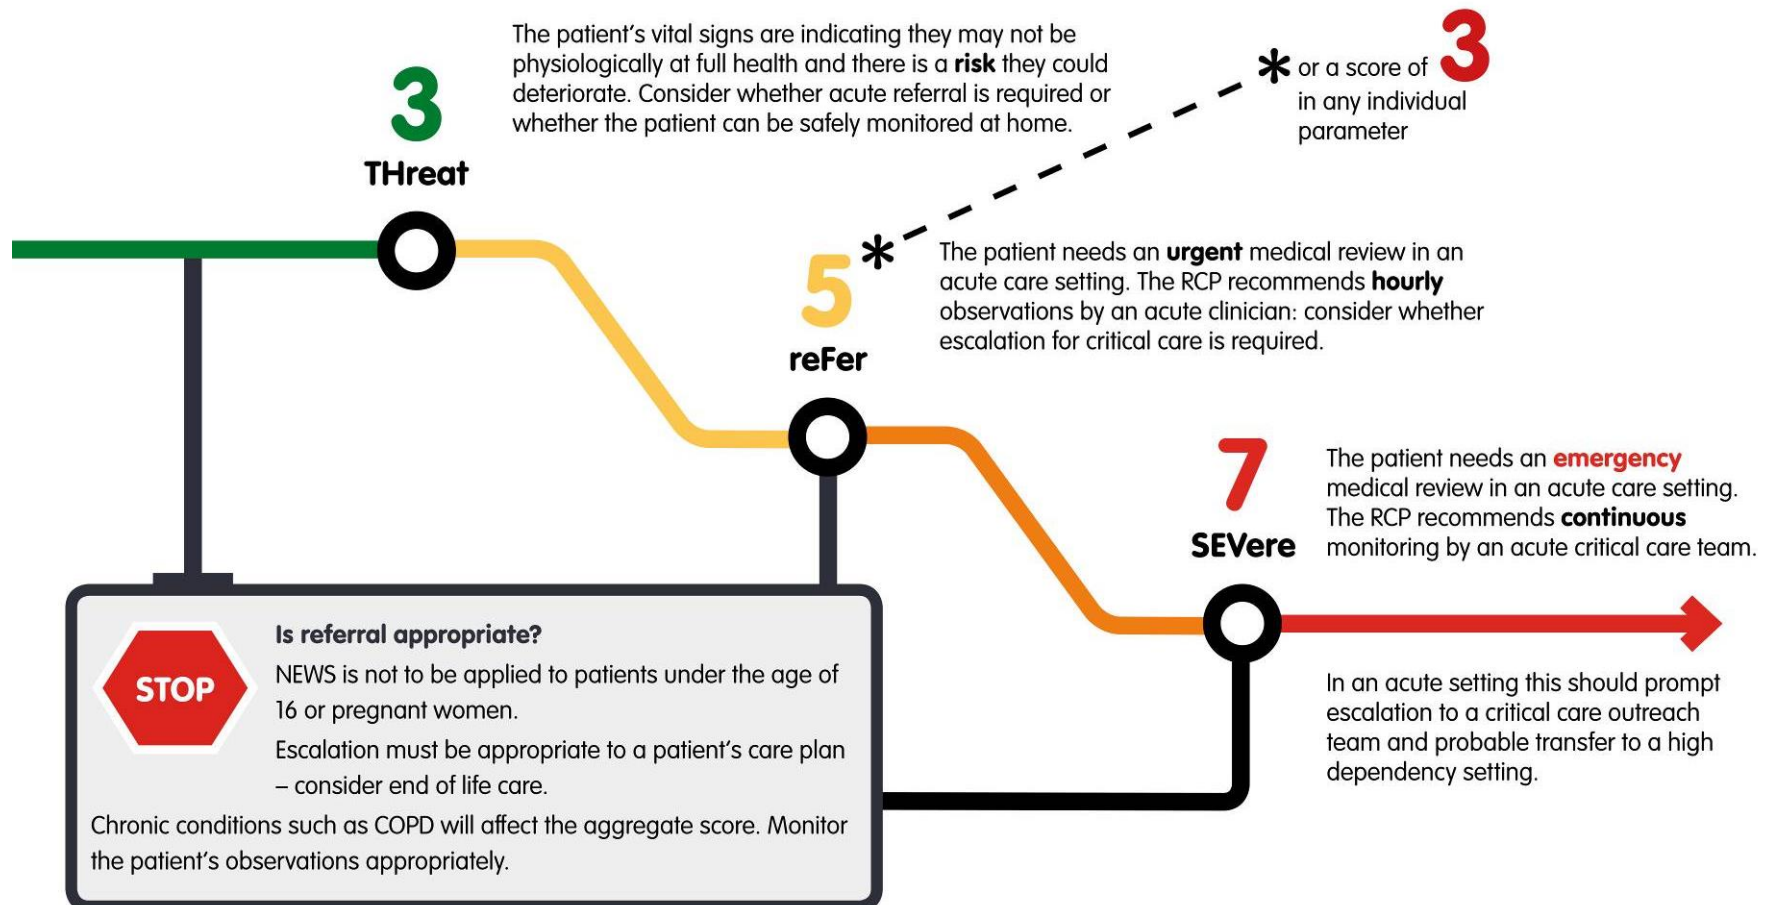 3
THreat
The patient's vital signs are indicating they may not be
physiologically at full health and there is a risk they could
deteriorate. Consider whether acute referral is required or
whether the patient can be safely monitored at home.
* or a score of 3
in any individual
parameter
5*
reFer
The patient needs an urgent medical review in an
acute care setting. The RCP recommends hourly
observations by an acute clinician: consider whether
escalation for critical care is required.
7
SEVere
The patient needs an emergency
medical review in an acute care setting.
The RCP recommends continuous
monitoring by an acute critical care team.
In an acute setting this should prompt
escalation to a critical care outreach
team and probable transfer to a high
dependency setting.
STOP
Is referral appropriate?
NEWS is not to be applied to patients under the age of
16 or pregnant women.
Escalation must be appropriate to a patient's care plan
– consider end of life care.
Chronic conditions such as COPD will affect the aggregate score. Monitor
the patient's observations appropriately.